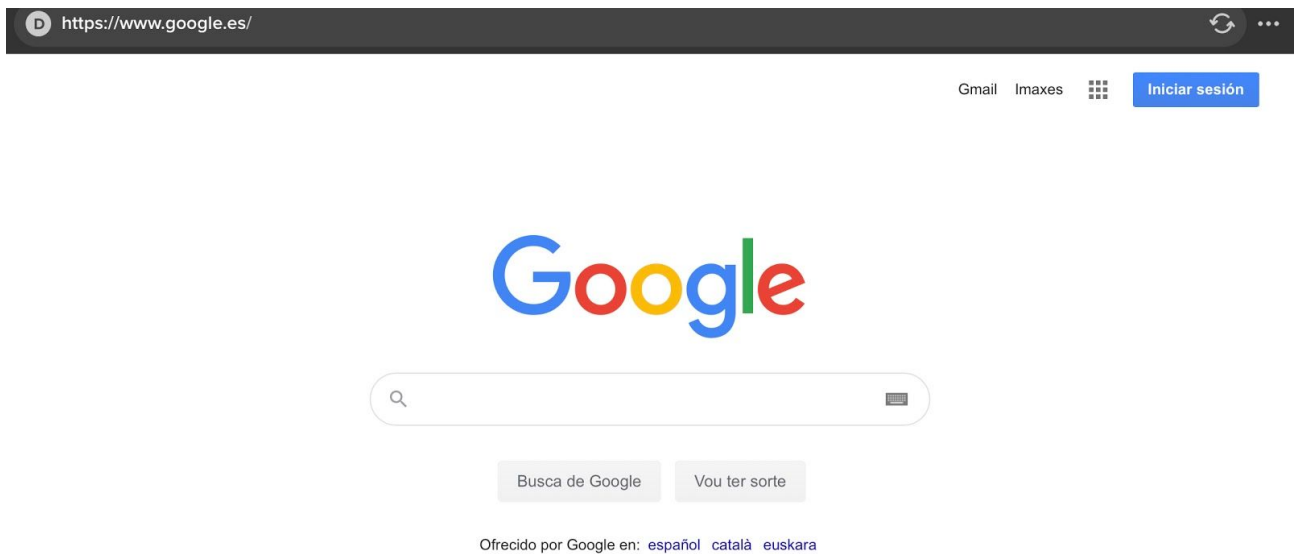 D https://www.google.es/
Gmail Imaxes Iniciar sesión
Google
Busca de Google Vou ter sorte
Ofrecido por Google en: español català euskara